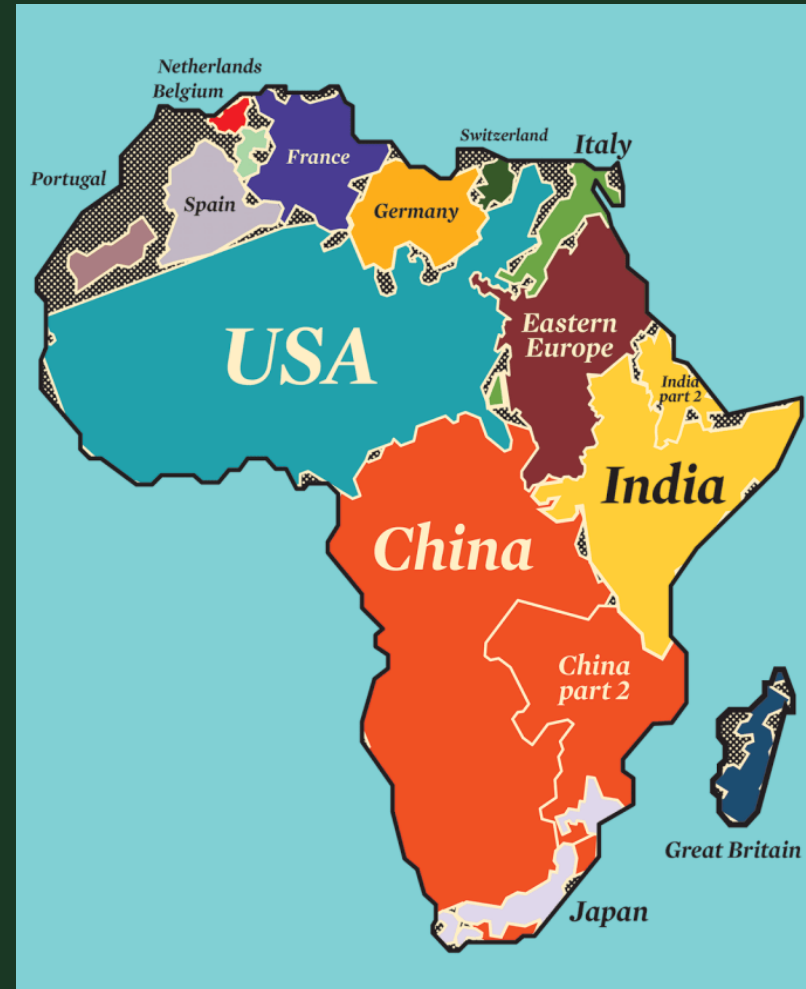 Netherlands
Belgium
Portugal
Spain
France
Germany
Switzerland
Italy
USA
Eastern
Europe
India
part 2
India
China
China
part 2
Great Britain
Japan